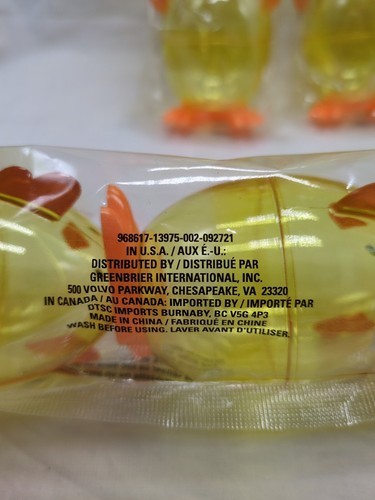 968617-13975-002-092721
IN U.S.A. / AUX É.-U.:
DISTRIBUTED BY / DISTRIBUÉ PAR
GREENBRIER INTERNATIONAL, INC.
500 VOLVO PARKWAY, CHESAPEAKE, VA 23320
IN CANADA / AU CANADA: IMPORTED BY / IMPORTÉ PAR
DTSC IMPORTS BURNABY, BC V5G 4P3
MADE IN CHINA / FABRIQUÉ EN CHINE
WASH BEFORE USING. LAVER AVANT D'UTILISER.